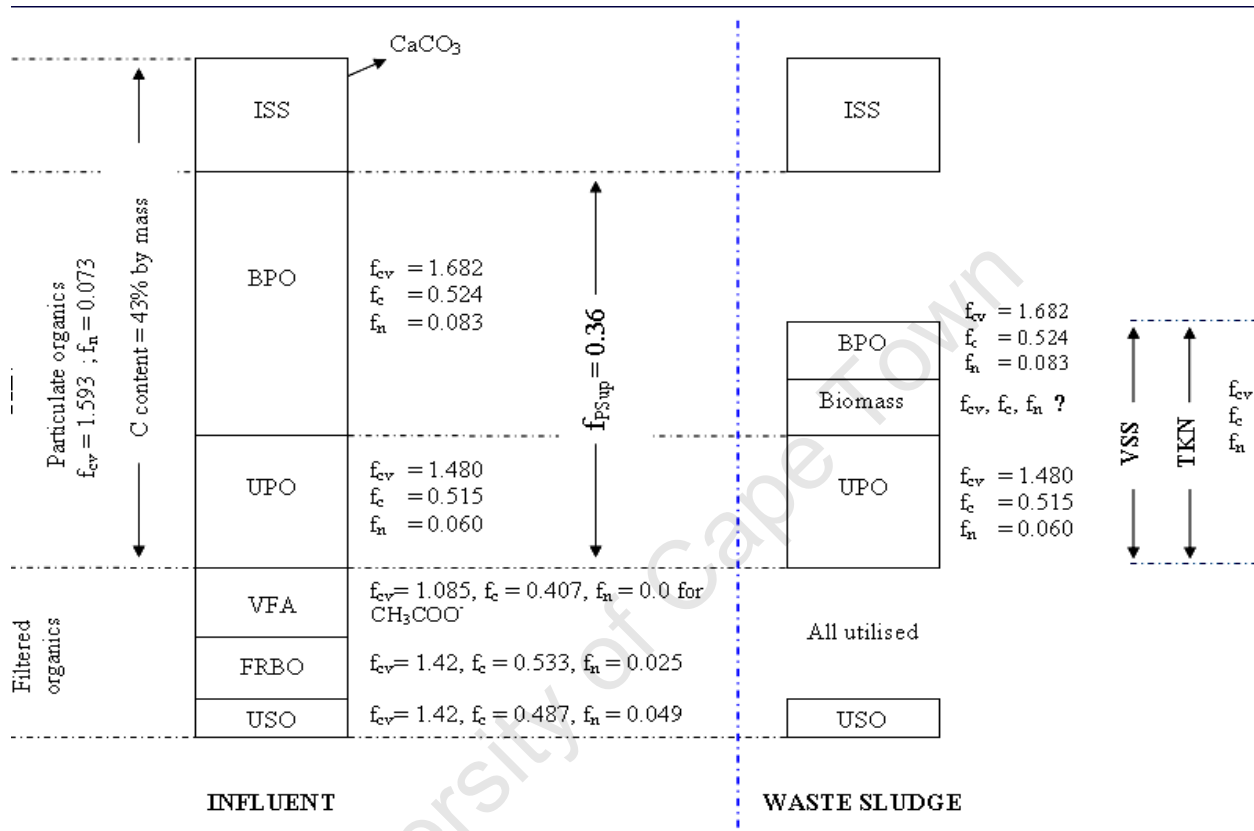 CaCO3
ISS
BPO
UPO
VFA
FRBO
USO
C content = 43% by mass
Particulate organics
fcv = 1.593 ; fn = 0.073
Filtered
organics
fcv = 1.682
fc = 0.524
fn = 0.083
fcv = 1.480
fc = 0.515
fn = 0.060
fcv= 1.085, fc = 0.407, fn = 0.0 for
CH3COO-
fcv= 1.42, fc = 0.533, fn = 0.025
fcv= 1.42, fc = 0.487, fn = 0.049
fPSup = 0.36
INFLUENT
ISS
BPO
Biomass
UPO
All utilised
USO
fcv = 1.682
fc = 0.524
fn = 0.083
fcv, fc, fn ?
fcv = 1.480
fc = 0.515
fn = 0.060
VSS
TKN
fcv
fc
fn
WASTE SLUDGE
ersity of Cape Town